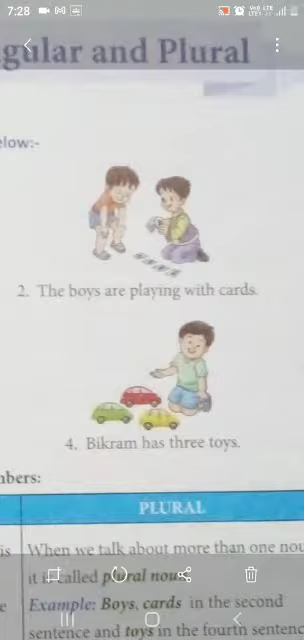 7:28
gular and Plural
elow:-
2. The boys are playing with cards.
4. Bikram has three toys.
nbers:
PLURAL
is When we talk about more than one nou
it is called plural noun.
e Example: Boys, cards in the second
sentence and toys in the fourth sentenc